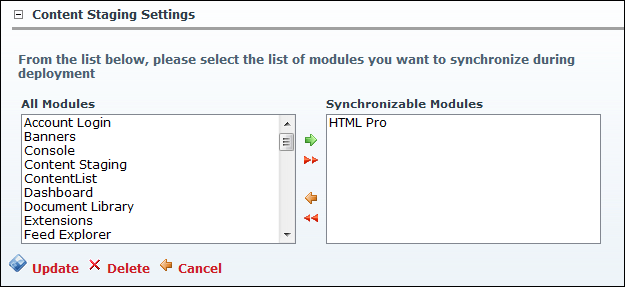 Content Staging Settings
From the list below, please select the list of modules you want to synchronize during
deployment
All Modules
Account Login
Banners
Console
Content Staging
ContentList
Dashboard
Document Library
Extensions
Feed Explorer
Synchronizable Modules
HTML Pro
Update Delete Cancel